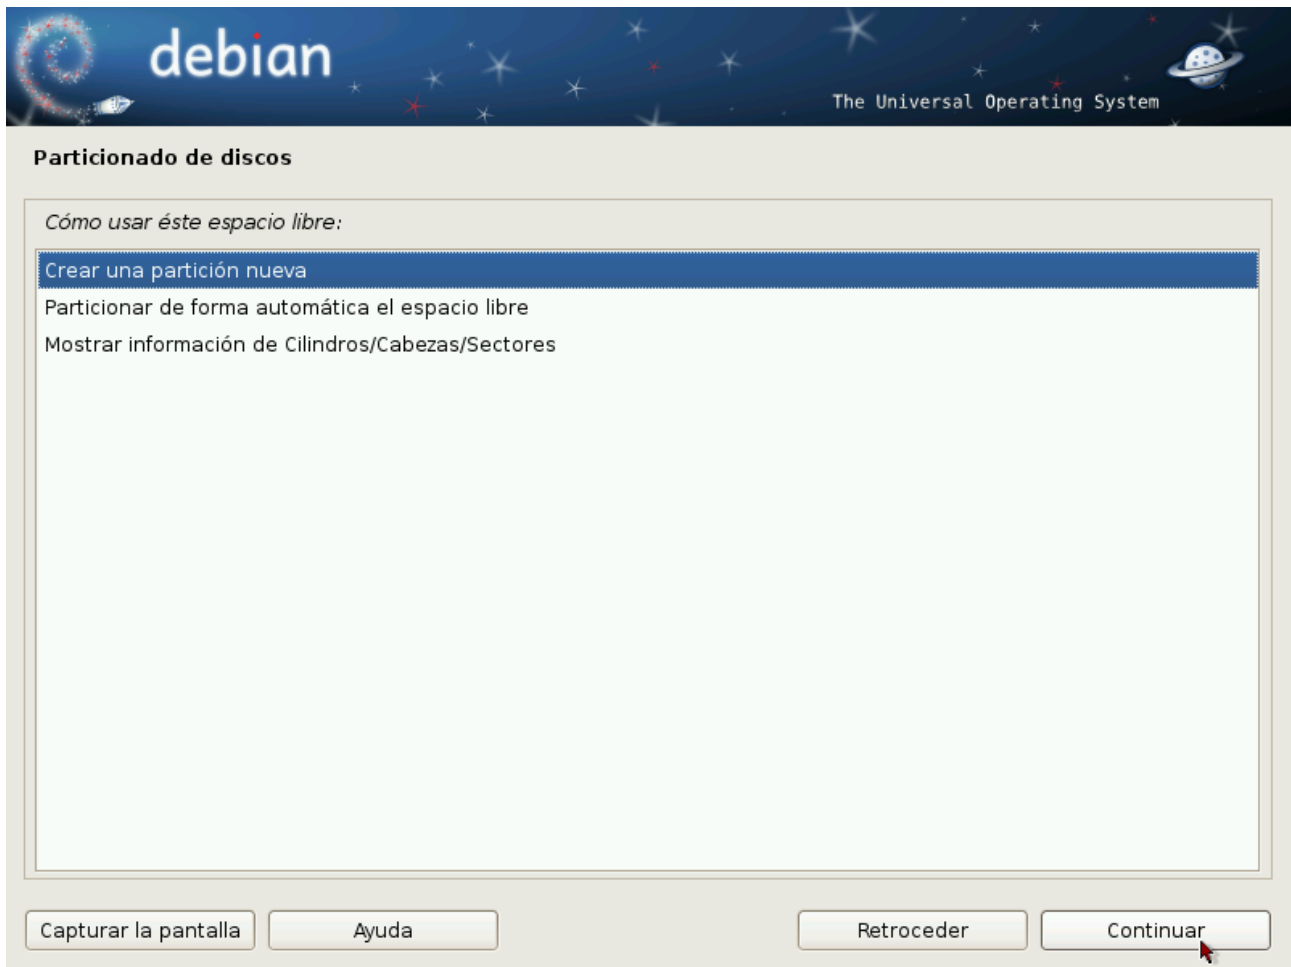 debian
The Universal Operating System
Particionado de discos
Cómo usar éste espacio libre:
Crear una partición nueva
Particionar de forma automática el espacio libre
Mostrar información de Cilindros/Cabezas/Sectores
Capturar la pantalla
Ayuda
Retroceder
Continuar